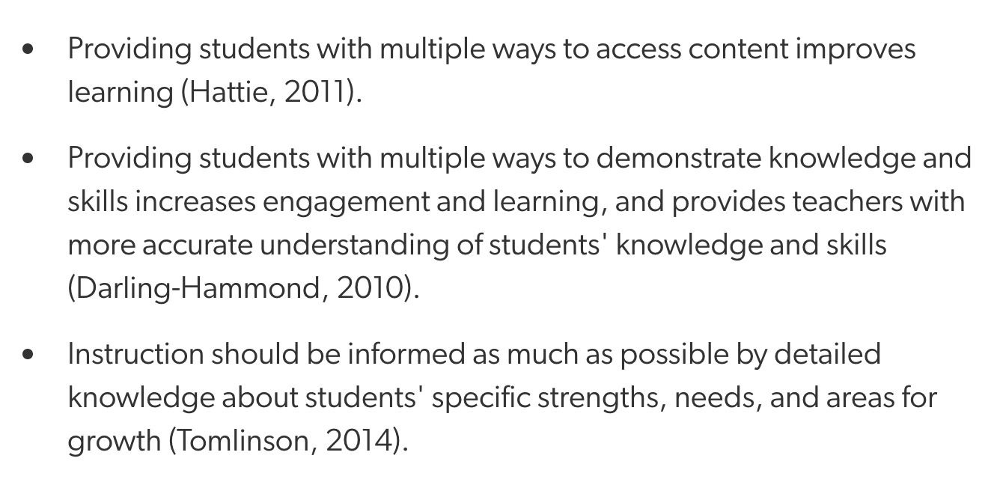 • Providing students with multiple ways to access content improves
learning (Hattie, 2011).
• Providing students with multiple ways to demonstrate knowledge and
skills increases engagement and learning, and provides teachers with
more accurate understanding of students' knowledge and skills
(Darling-Hammond, 2010).
• Instruction should be informed as much as possible by detailed
knowledge about students' specific strengths, needs, and areas for
growth (Tomlinson, 2014).